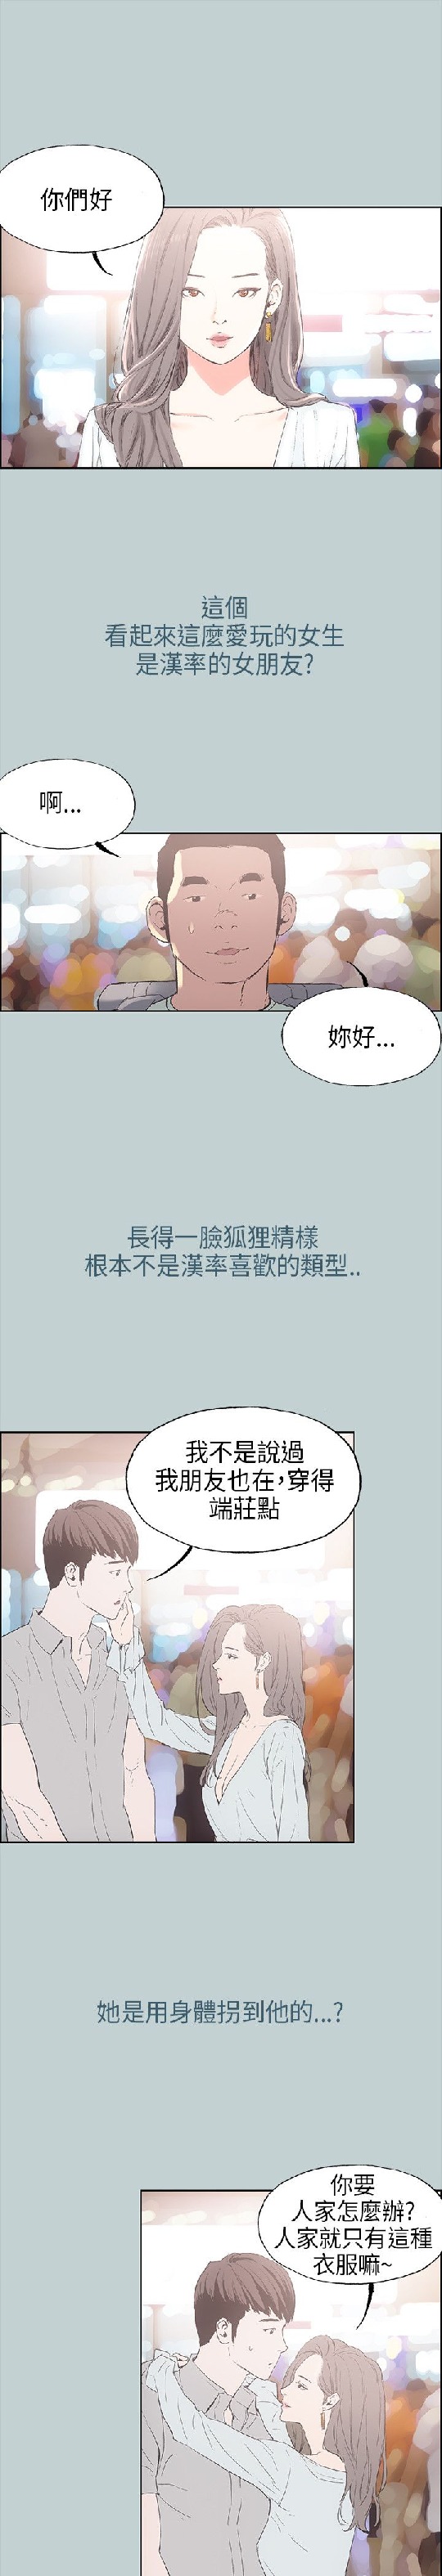 你們好
這個
看起來這麼愛玩的女生
是漢率的女朋友?
啊...
妳好...
長得一臉狐狸精樣
根本不是漢率喜歡的類型..
我不是說過
我朋友也在,穿得
端莊點
她是用身體拐到他的...?
你要
人家怎麼辦?
人家就只有這種
衣服嘛~